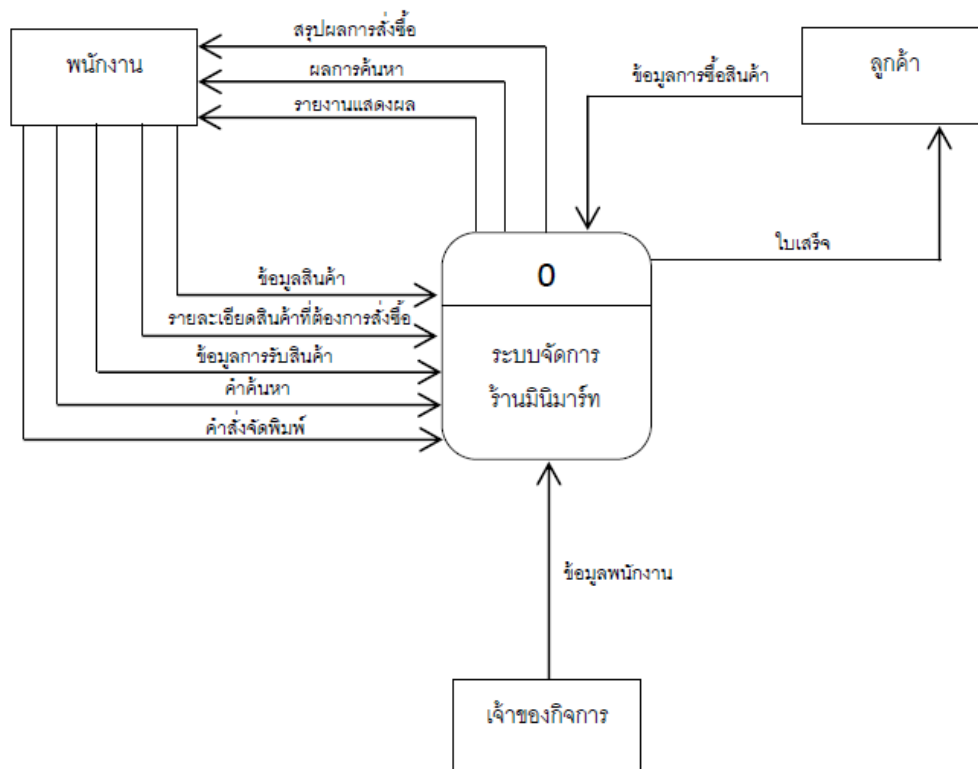 สรุปผลการสั่งซื้อ
พนักงาน
ผลการค้นหา
รายงานแสดงผล
ข้อมูลการซื้อสินค้า
ลูกค้า
ใบเสร็จ
0
ระบบจัดการ
ร้านมินิมาร์ท
ข้อมูลสินค้า
รายละเอียดสินค้าที่ต้องการสั่งซื้อ
ข้อมูลการรับสินค้า
คำค้นหา
คำสั่งจัดพิมพ์
ข้อมูลพนักงาน
เจ้าของกิจการ